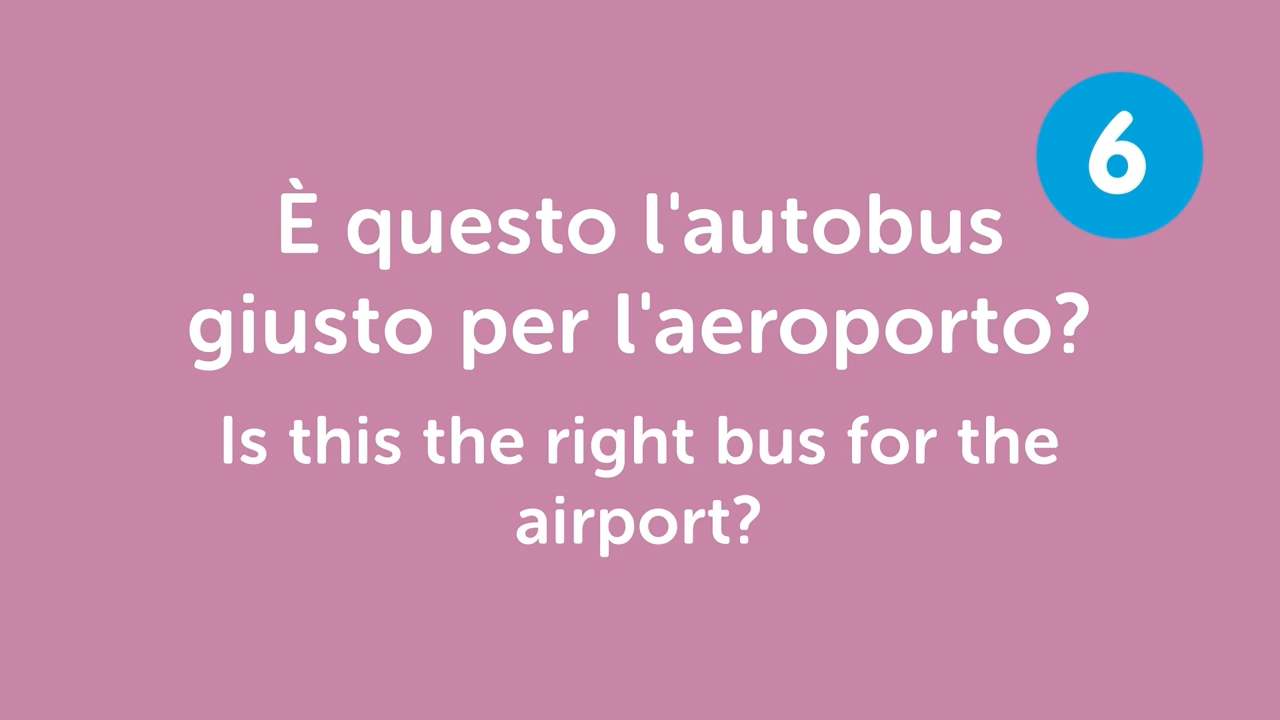 6
È questo l'autobus
giusto per l'aeroporto?
Is this the right bus for the
airport?